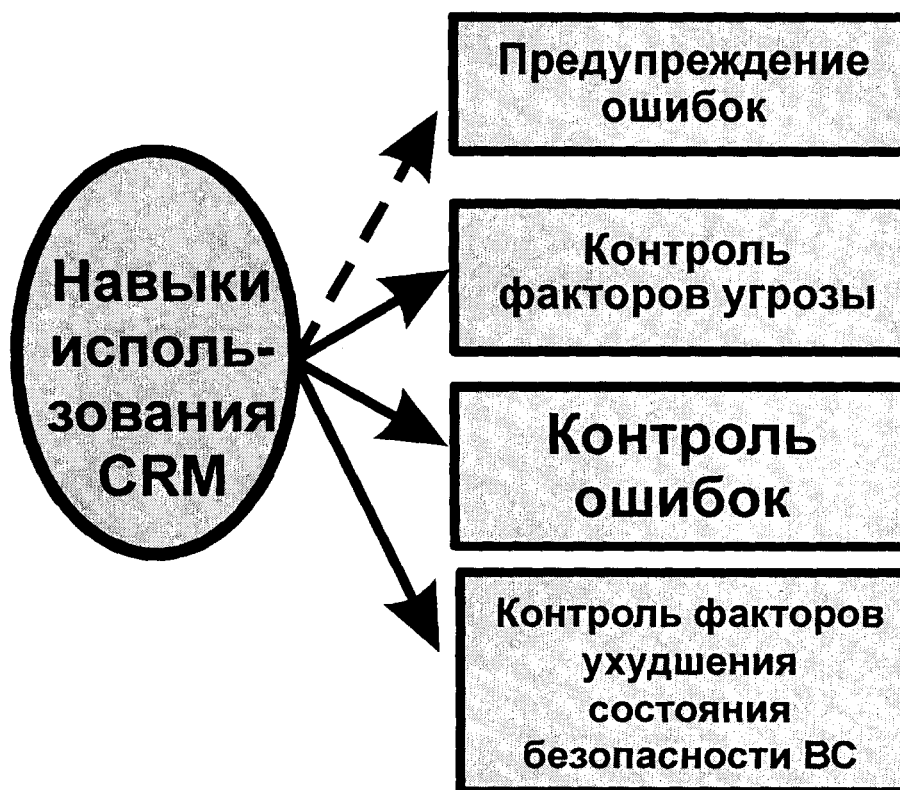 Навыки
исполь-
зования
CRM
Предупреждение
ошибок
Контроль
факторов угрозы
Контроль
ошибок
Контроль факторов
ухудшения
состояния
безопасности ВС